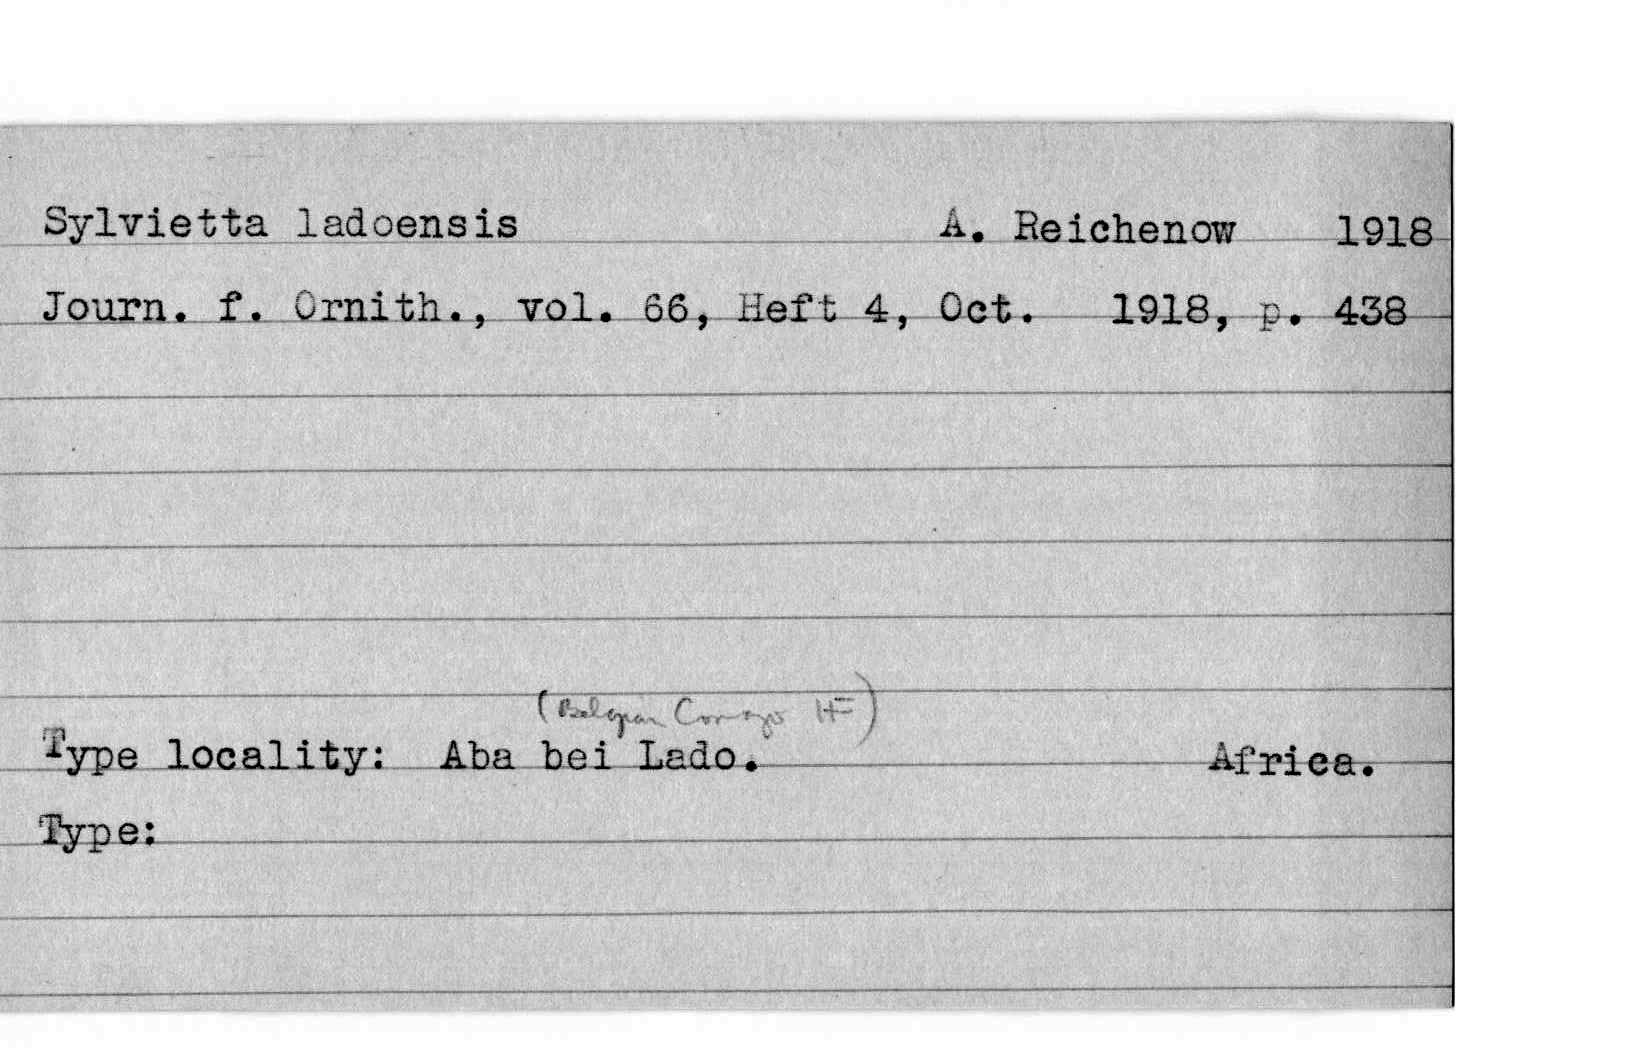 Sylvietta ladoensis A. Reichenow 1918
Journ. f. Ornith., vol. 66, Heft 4, Oct. 1918, p. 438
(Belgian Congo HF)
Type locality: Aba bei Lado. Africa.
Type: